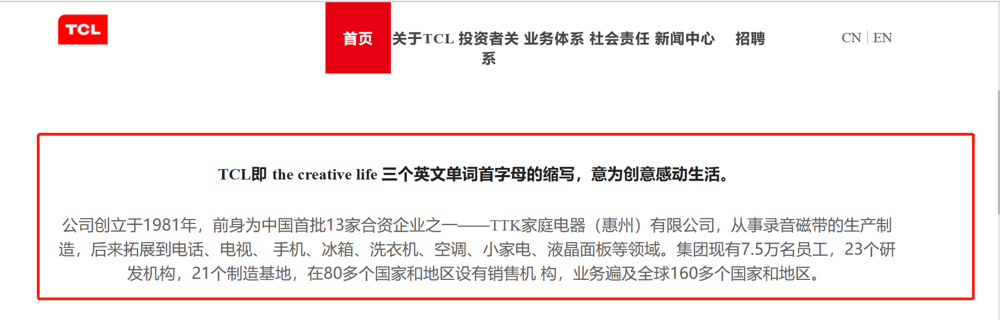 TCL
首页 关于TCL 投资者关系 业务体系 社会责任 新闻中心 招聘 CN | EN
TCL即 the creative life 三个英文单词首字母的缩写，意为创意感动生活。
公司创立于1981年，前身为中国首批13家合资企业之一——TTK家庭电器（惠州）有限公司，从事录音磁带的生产制
造，后来拓展到电话、电视、 手机、冰箱、洗衣机、空调、小家电、液晶面板等领域。集团现有7.5万名员工，23个研
发机构，21个制造基地，在80多个国家和地区设有销售机 构，业务遍及全球160多个国家和地区。